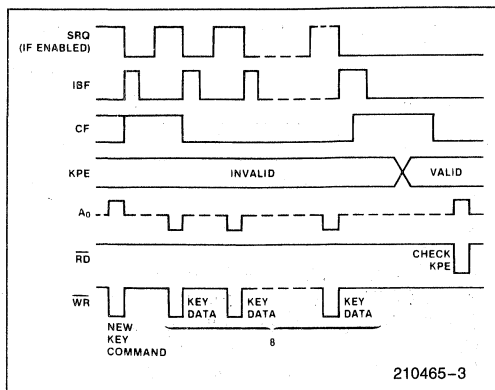 SRQ
(IF ENABLED)
IBF
CF
KPE INVALID VALID
A0
RD CHECK
KPE
WR KEY KEY KEY
DATA DATA DATA
NEW
KEY
COMMAND
8
210465-3